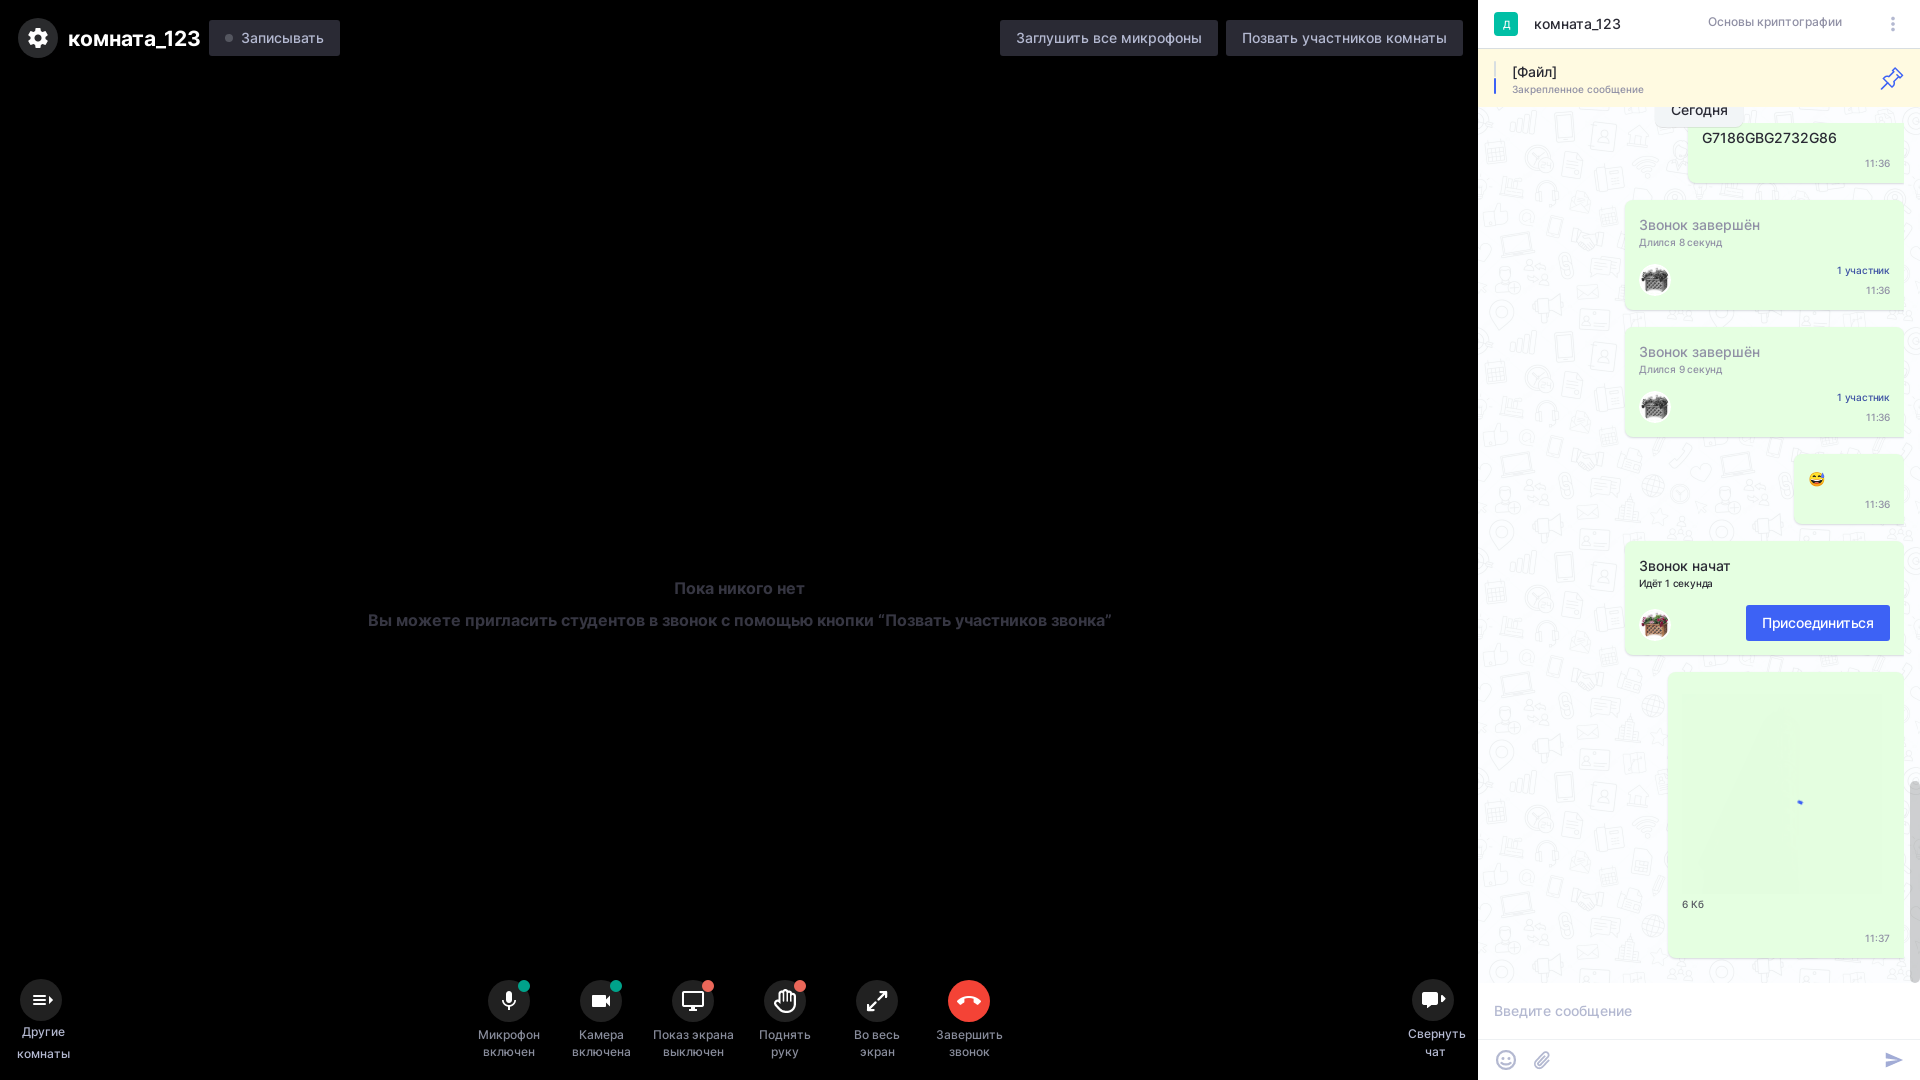 комната_123
Записывать
Заглушить все микрофоны
Позвать участников комнаты
Пока никого нет
Вы можете пригласить студентов в звонок с помощью кнопки “Позвать участников звонка”
Другие
комнаты
Микрофон
включен
Камера
включена
Показ экрана
выключен
Поднять
руку
Во весь
экран
Завершить
звонок
Свернуть
чат
Д
комната_123
Основы криптографии
[Файл]
Закрепленное сообщение
Сегодня
G7186GBG2732G86
11:36
Звонок завершён
Длился 8 секунд
1 участник
11:36
Звонок завершён
Длился 9 секунд
1 участник
11:36
😅
11:36
Звонок начат
Идёт 1 секунда
Присоединиться
6 Кб
11:37
Введите сообщение